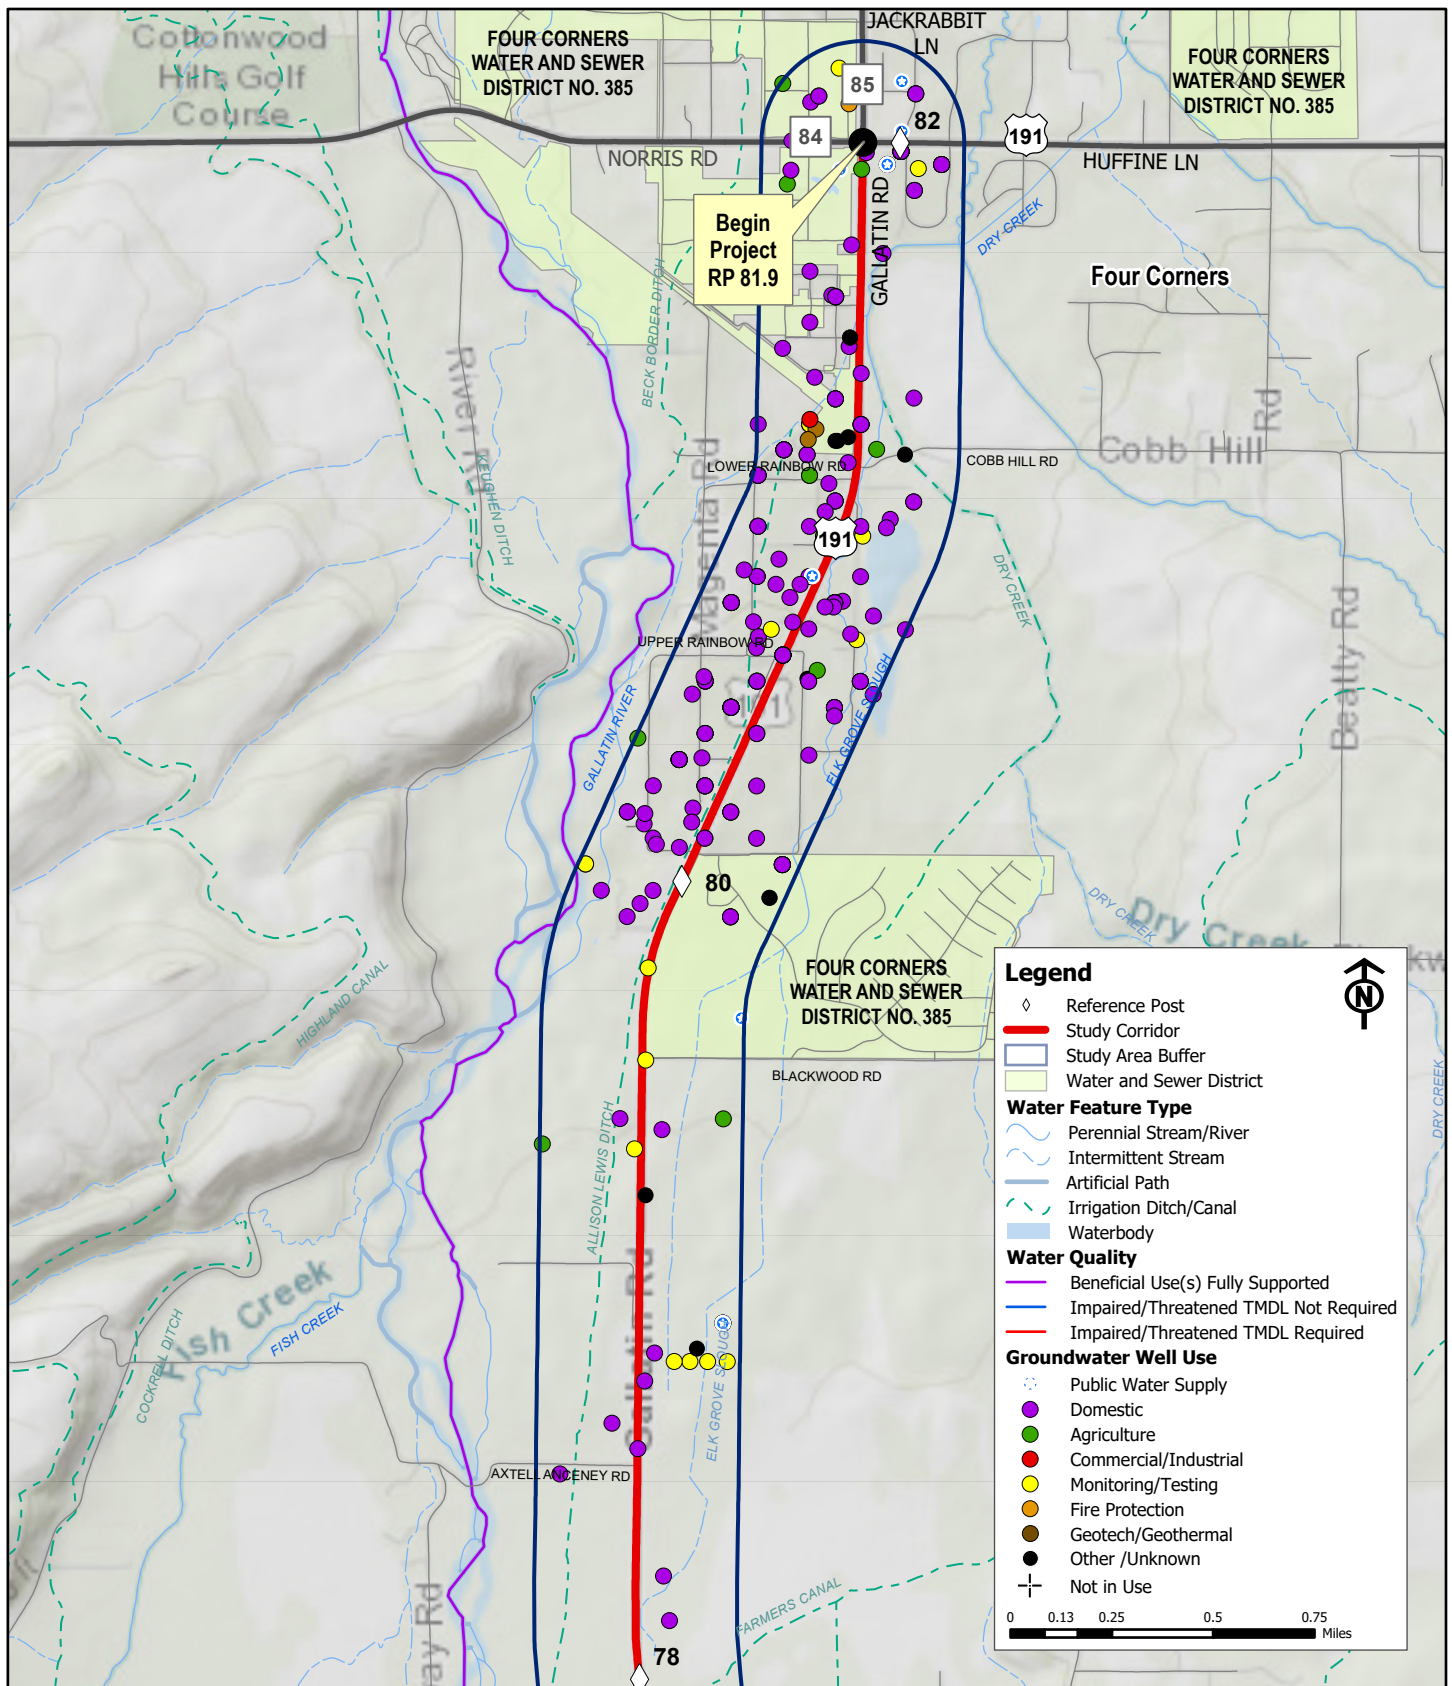 Cottonwood
Hills Golf
Course
FOUR CORNERS
WATER AND SEWER
DISTRICT NO. 385
JACKRABBIT
LN
FOUR CORNERS
WATER AND SEWER
DISTRICT NO. 385
85
84
82
191
NORRIS RD
HUFFINE LN
Begin
Project
RP 81.9
GALLATIN RD
DRY CREEK
Four Corners
BECK BORDER DITCH
River Rd
KEUGHEN DITCH
Magenta Rd
LOWER RAINBOW RD
COBB HILL RD
Cobb Hill
Rd
191
DRY CREEK
Beatty Rd
UPPER RAINBOW RD
191
GALLATIN RIVER
ELK GROVE SLOUGH
80
DRY CREEK
Dry Creek
FOUR CORNERS
WATER AND SEWER
DISTRICT NO. 385
HIGHLAND CANAL
BLACKWOOD RD
DRY CREEK
ALLISON LEWIS DITCH
Gallatin Rd
Fish Creek
FISH CREEK
COCKRELL DITCH
ELK GROVE SLOUGH
AXTELL ANCENEY RD
FARMERS CANAL
78
Legend
N
Reference Post
Study Corridor
Study Area Buffer
Water and Sewer District
Water Feature Type
Perennial Stream/River
Intermittent Stream
Artificial Path
Irrigation Ditch/Canal
Waterbody
Water Quality
Beneficial Use(s) Fully Supported
Impaired/Threatened TMDL Not Required
Impaired/Threatened TMDL Required
Groundwater Well Use
Public Water Supply
Domestic
Agriculture
Commercial/Industrial
Monitoring/Testing
Fire Protection
Geotech/Geothermal
Other /Unknown
Not in Use
0 0.13 0.25 0.5 0.75
Miles